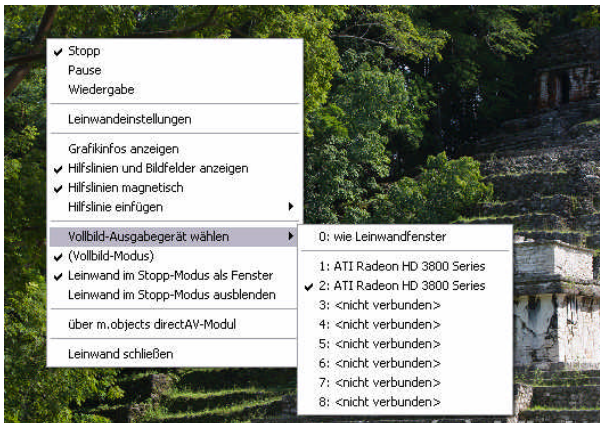 Stopp
Pause
Wiedergabe
Leinwandeinstellungen
Grafikinfos anzeigen
Hilfslinien und Bildfelder anzeigen
Hilfslinien magnetisch
Hilfslinie einfügen
Vollbild-Ausgabegerät wählen
(Vollbild-Modus)
Leinwand im Stopp-Modus als Fenster
Leinwand im Stopp-Modus ausblenden
über m.objects directAV-Modul
Leinwand schließen
0: wie Leinwandfenster
1: ATI Radeon HD 3800 Series
2: ATI Radeon HD 3800 Series
3: <nicht verbunden>
4: <nicht verbunden>
5: <nicht verbunden>
6: <nicht verbunden>
7: <nicht verbunden>
8: <nicht verbunden>